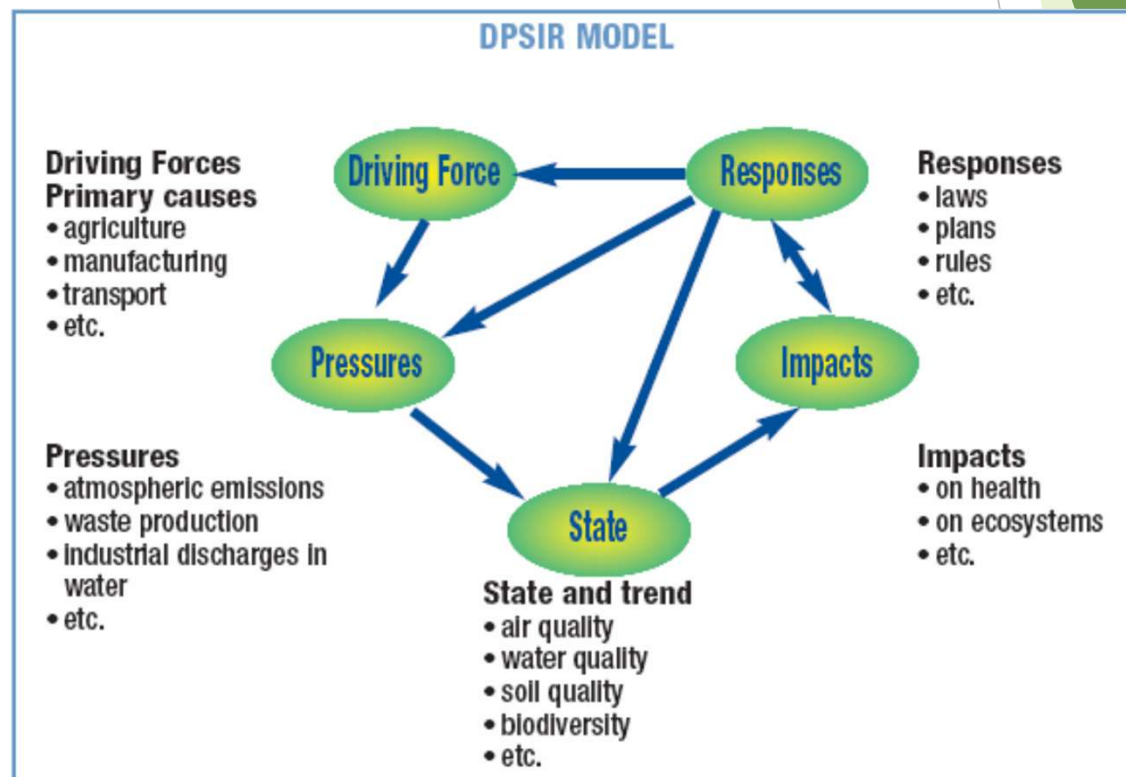 DPSIR MODEL
Driving Forces
Primary causes
• agriculture
• manufacturing
• transport
• etc.
Driving Force
Responses
Responses
• laws
• plans
• rules
• etc.
Pressures
Impacts
Pressures
• atmospheric emissions
• waste production
• industrial discharges in
water
• etc.
State
Impacts
• on health
• on ecosystems
• etc.
State and trend
• air quality
• water quality
• soil quality
• biodiversity
• etc.